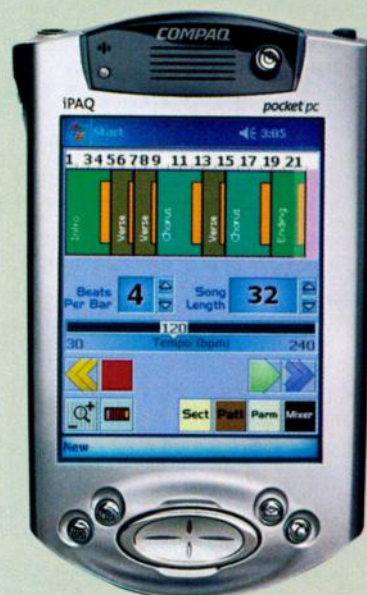 COMPAQ
iPAQ pocket pc
Start 3:05
1 3 4 5 6 7 8 9 11 13 15 17 19 21
Intro Verse Verse Chorus Verse Chorus Ending
Beats Per Bar 4 Song Length 32
120
30 Tempo (bpm) 240
Sect Patt Parm Mixer
New